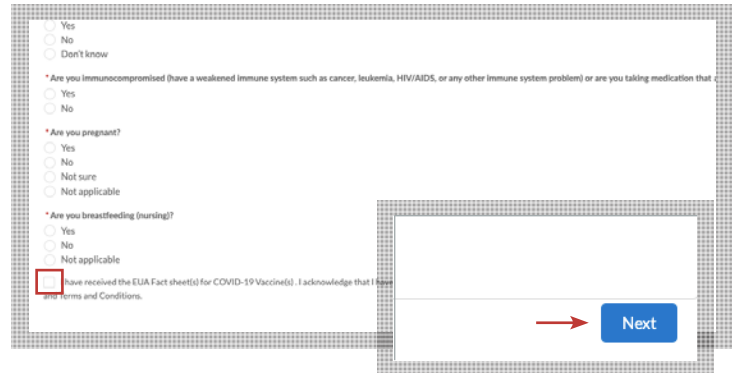 Yes
No
Don't know
* Are you immunocompromised (have a weakened immune system such as cancer, leukemia, HIV/AIDS, or any other immune system problem) or are you taking medication that
Yes
No
* Are you pregnant?
Yes
No
Not sure
Not applicable
* Are you breastfeeding (nursing)?
Yes
No
Not applicable
have received the EUA Fact sheet(s) for COVID-19 Vaccine(s) . I acknowledge that I have
and Terms and Conditions.
Next